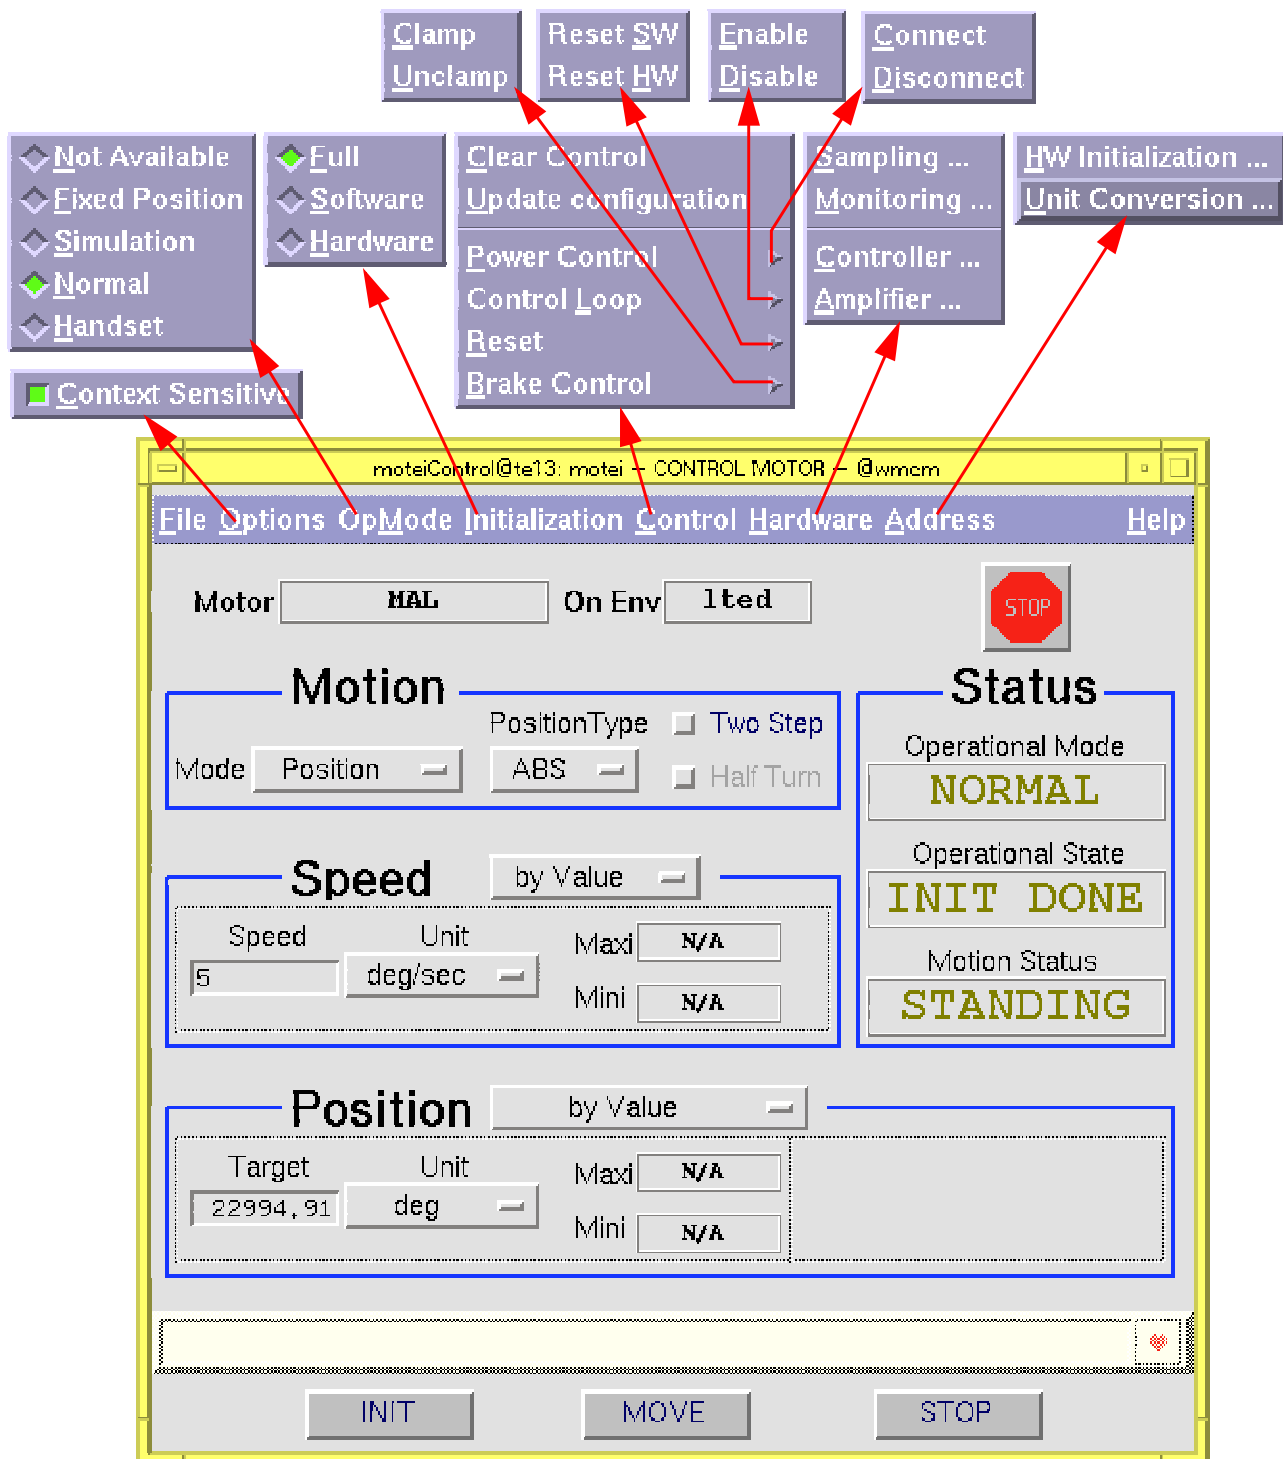 Clamp
Unclamp
Reset SW
Reset HW
Enable
Disable
Connect
Disconnect
Not Available
Fixed Position
Simulation
Normal
Handset
Full
Software
Hardware
Clear Control
Update configuration
Power Control
Control Loop
Reset
Brake Control
Sampling ...
Monitoring ...
Controller ...
Amplifier ...
HW Initialization ...
Unit Conversion ...
Context Sensitive
moteiControl@te13: motei - CONTROL MOTOR - @wmcm
File Options OpMode Initialization Control Hardware Address Help
Motor MAL On Env lted
STOP
Motion
PositionType Two Step
Mode Position ABS Half Turn
Status
Operational Mode
NORMAL
Operational State
INIT DONE
Motion Status
STANDING
Speed by Value
Speed Unit Maxi N/A
5 deg/sec Mini N/A
Position by Value
Target Unit Maxi N/A
22994.91 deg Mini N/A
INIT MOVE STOP